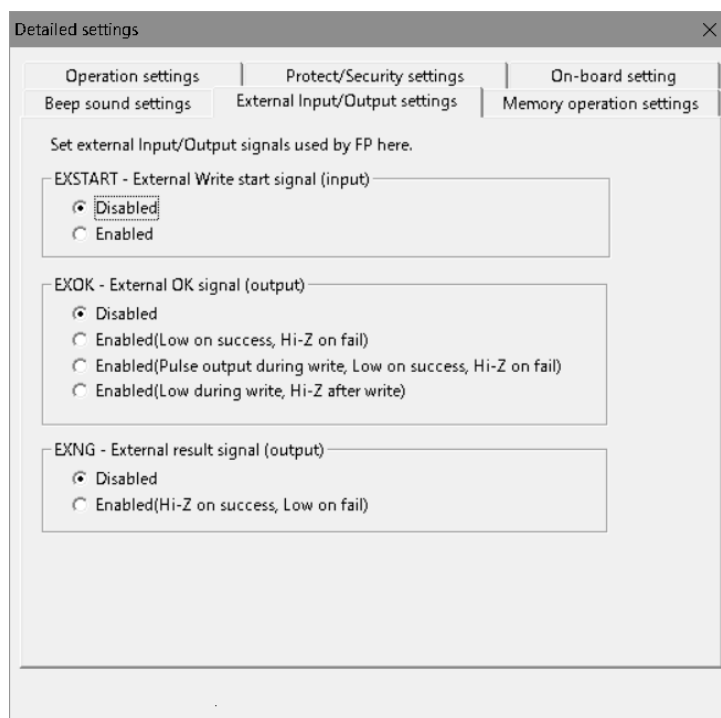 Detailed settings
Operation settings
Protect/Security settings
On-board setting
Beep sound settings
External Input/Output settings
Memory operation settings
Set external Input/Output signals used by FP here.
EXSTART - External Write start signal (input)
Disabled
Enabled
EXOK - External OK signal (output)
Disabled
Enabled(Low on success, Hi-Z on fail)
Enabled(Pulse output during write, Low on success, Hi-Z on fail)
Enabled(Low during write, Hi-Z after write)
EXNG - External result signal (output)
Disabled
Enabled(Hi-Z on success, Low on fail)